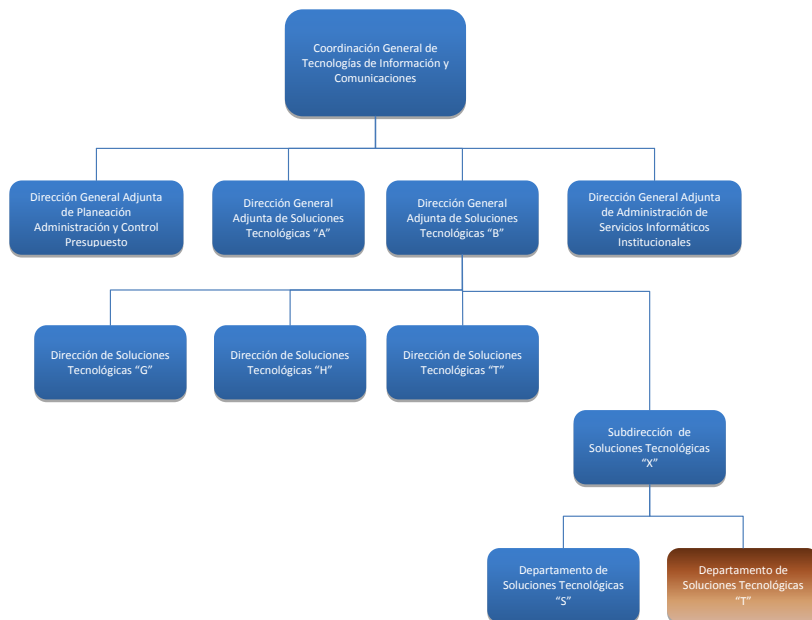 Coordinación General de
Tecnologías de Información y
Comunicaciones
Dirección General Adjunta
de Planeación
Administración y Control
Presupuesto
Dirección General
Adjunta de Soluciones
Tecnológicas “A”
Dirección General
Adjunta de Soluciones
Tecnológicas “B”
Dirección General Adjunta
de Administración de
Servicios Informáticos
Institucionales
Dirección de Soluciones
Tecnológicas “G”
Dirección de Soluciones
Tecnológicas “H”
Dirección de Soluciones
Tecnológicas “T”
Subdirección de
Soluciones Tecnológicas
“X”
Departamento de
Soluciones Tecnológicas
“S”
Departamento de
Soluciones Tecnológicas
“T”